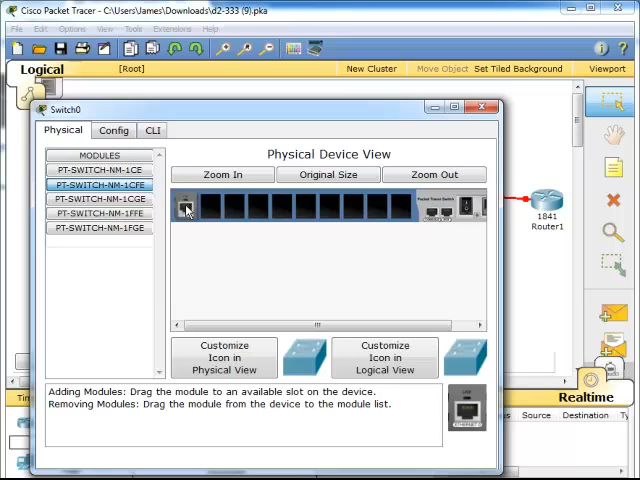 Cisco Packet Tracer - C:\Users\James\Downloads\d2-333 (9).pka
File Edit Options View Tools Extensions Help
Logical [Root] New Cluster Move Object Set Tiled Background Viewport
Switch0
Physical Config CLI
MODULES
PT-SWITCH-NM-1CE
PT-SWITCH-NM-1CFE
PT-SWITCH-NM-1CGE
PT-SWITCH-NM-1FFE
PT-SWITCH-NM-1FGE
Physical Device View
Zoom In Original Size Zoom Out
Packet Tracer Switch
1841
Router1
Customize
Icon in
Physical View
Customize
Icon in
Logical View
Adding Modules: Drag the module to an available slot on the device.
Removing Modules: Drag the module from the device to the module list.
Realtime
Source Destination